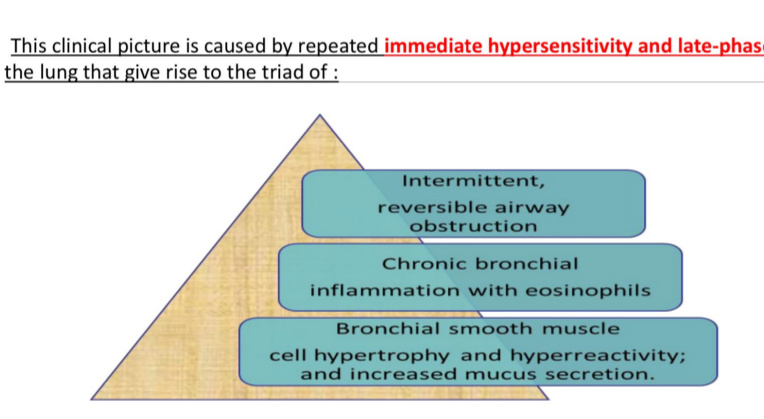 This clinical picture is caused by repeated immediate hypersensitivity and late-phas
the lung that give rise to the triad of :
Intermittent,
reversible airway
obstruction
Chronic bronchial
inflammation with eosinophils
Bronchial smooth muscle
cell hypertrophy and hyperreactivity;
and increased mucus secretion.